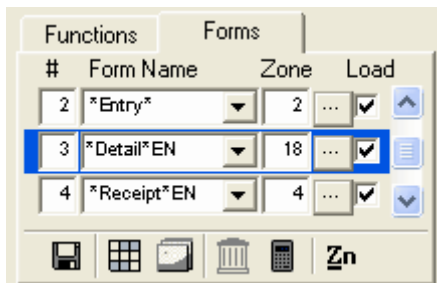 Functions Forms
# Form Name Zone Load
2 *Entry* 2 ...
3 *Detail*EN 18 ...
4 *Receipt*EN 4 ...
Zn